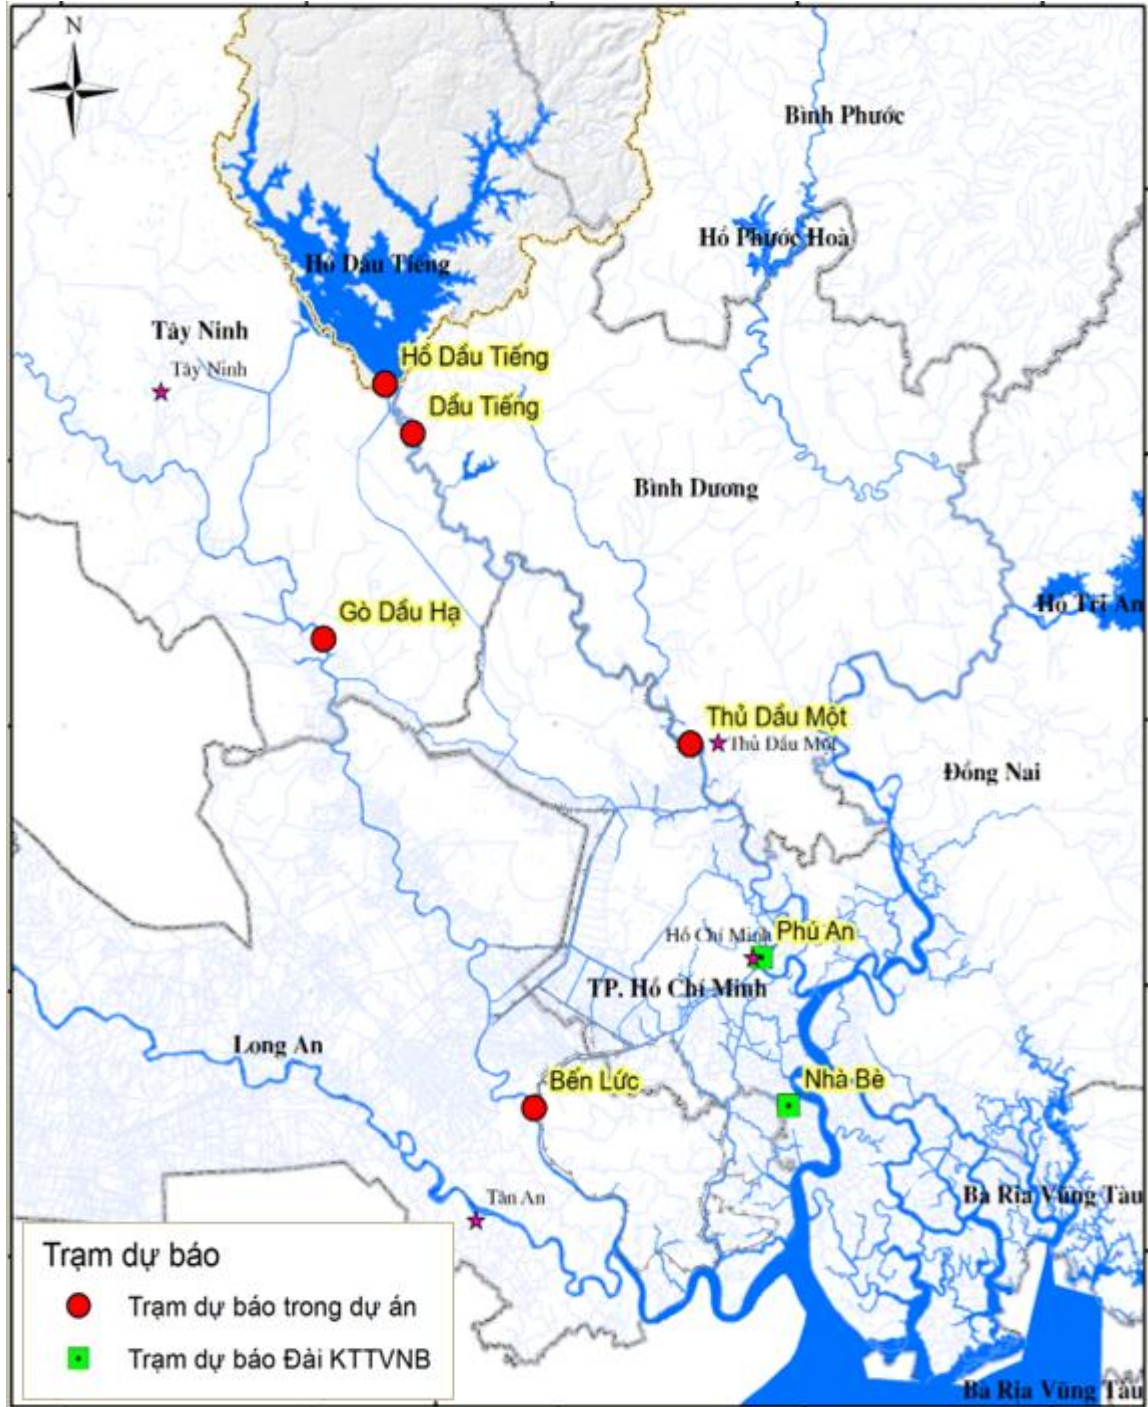 N
Bình Phước
Hồ Phước Hoà
Hồ Dầu Tiếng
Tây Ninh
Tây Ninh
Hồ Dầu Tiếng
Dầu Tiếng
Bình Dương
Hồ Trị An
Gò Dầu Hạ
Thủ Dầu Một
Thủ Dầu Một
Đồng Nai
Hồ Chí Minh
Phú An
TP. Hồ Chí Minh
Long An
Bến Lức
Nhà Bè
Tân An
Bà Rịa Vũng Tàu
Trạm dự báo
Trạm dự báo trong dự án
Trạm dự báo Đài KTTVNB
Bà Rịa Vũng Tàu